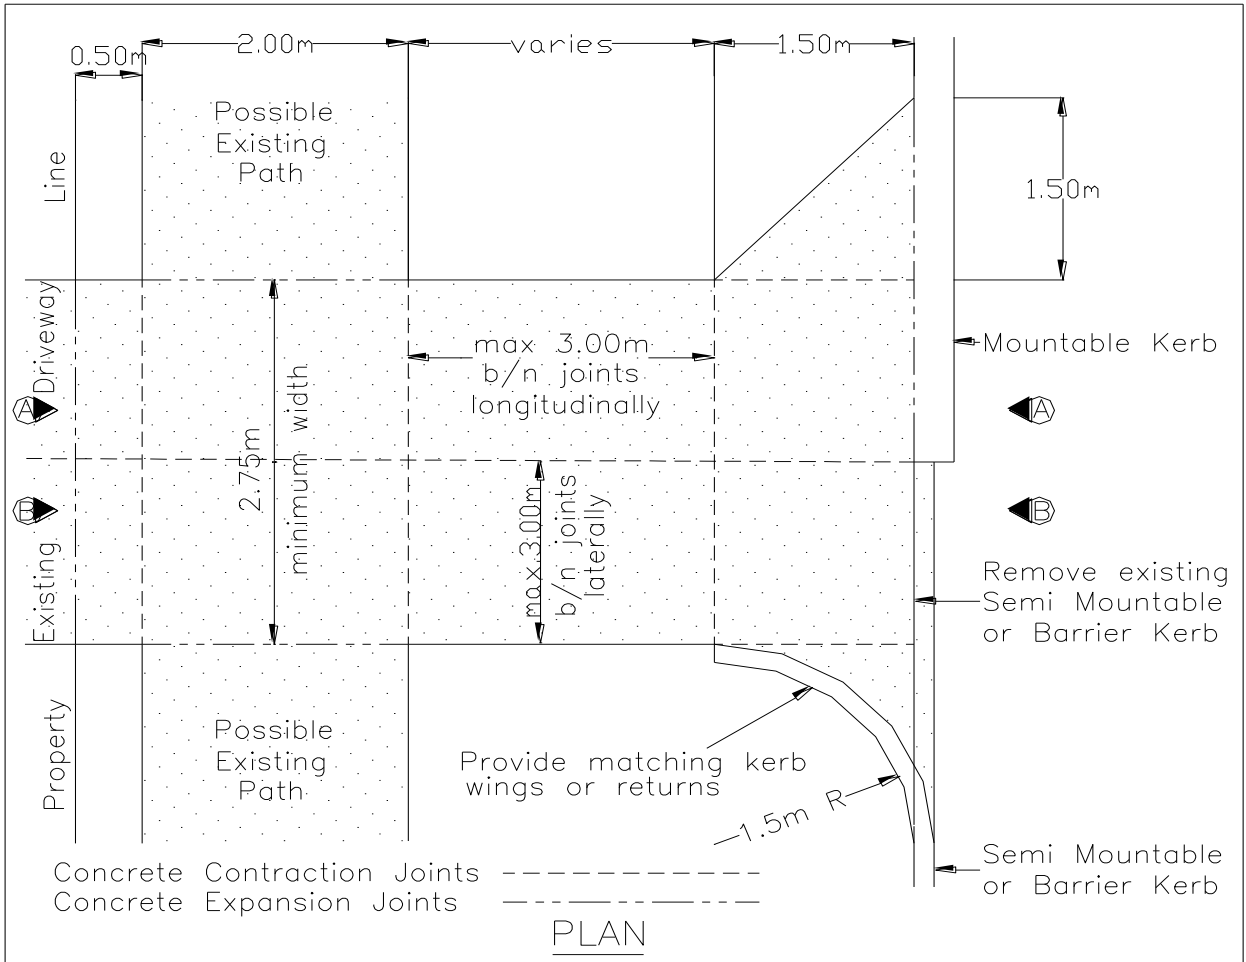 0.50m
2.00m
varies
1.50m
Possible
Existing
Path
Line
1.50m
Driveway
max 3.00m
b/n joints
longitudinally
Mountable Kerb
A
A
2.75m
minimum width
max 3.00m
b/n joints
laterally
B
B
Existing
Remove existing
Semi Mountable
or Barrier Kerb
Property
Possible
Existing
Path
Provide matching kerb
wings or returns
1.5m R
Semi Mountable
or Barrier Kerb
Concrete Contraction Joints
Concrete Expansion Joints
PLAN